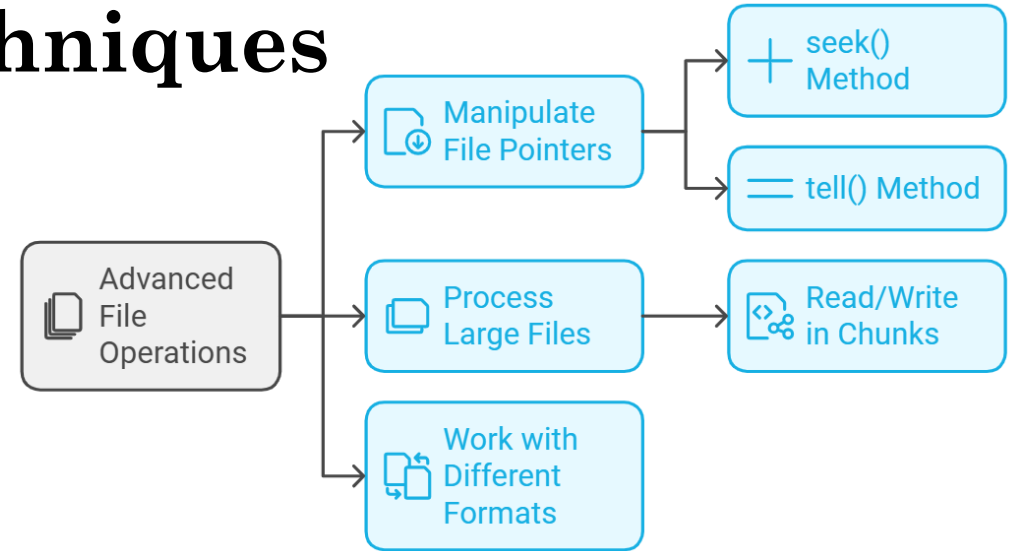 hniques
seek()
Method
Manipulate
File Pointers
tell() Method
Advanced
File
Operations
Process
Large Files
Read/Write
in Chunks
Work with
Different
Formats